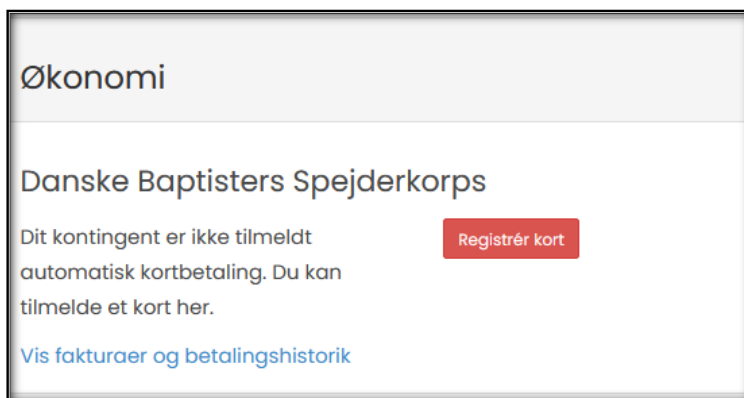 Økonomi
Danske Baptisters Spejderkorps
Dit kontingent er ikke tilmeldt
automatisk kortbetaling. Du kan
tilmelde et kort her.
Registrér kort
Vis fakturaer og betalingshistorik